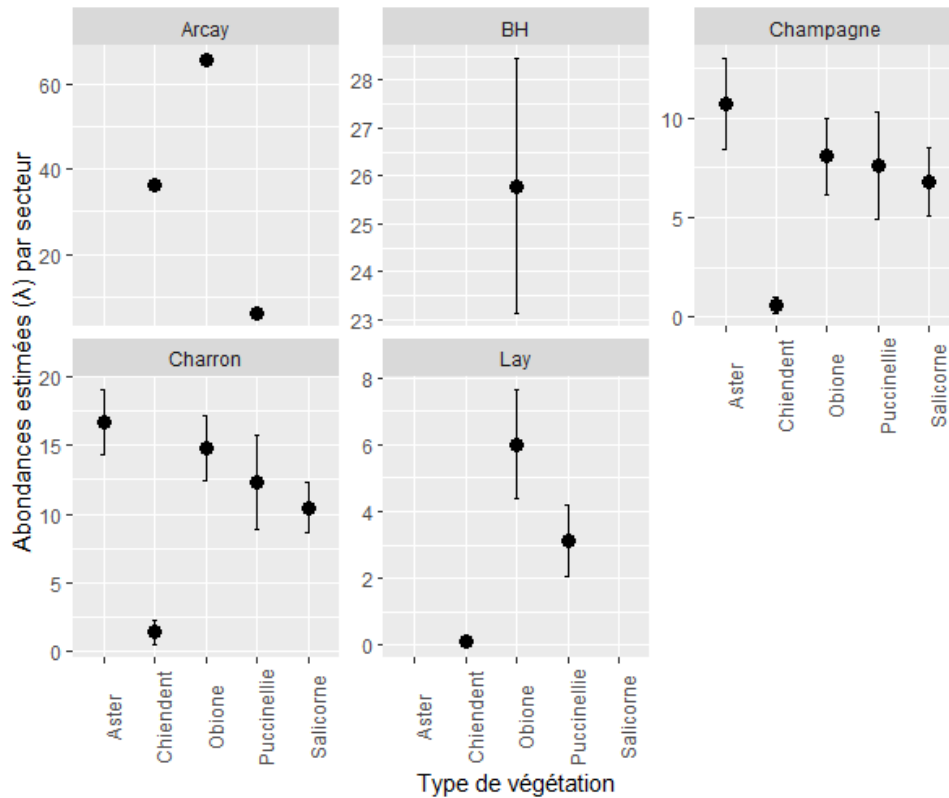 Arcay
BH
Champagne
60
40
20
28
27
26
25
24
23
10
5
0
Aster
Chiendent
Obione
Puccinellie
Salicorne
Charron
Lay
20
15
10
5
0
8
6
4
2
0
Aster
Chiendent
Obione
Puccinellie
Salicorne
Aster
Chiendent
Obione
Puccinellie
Salicorne
Abondances estimées (λ) par secteur
Type de végétation